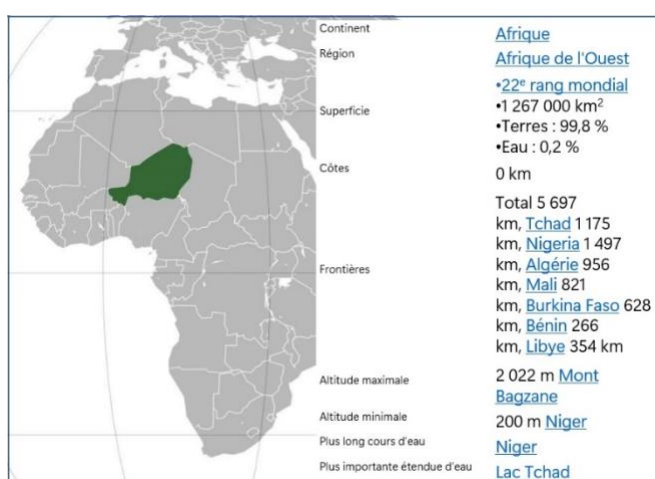 Continent Afrique
Région Afrique de l'Ouest
•22e rang mondial
Superficie •1 267 000 km²
•Terres : 99,8 %
•Eau : 0,2 %
Côtes 0 km
Total 5 697
km, Tchad 1 175
km, Nigeria 1 497
km, Algérie 956
Frontières km, Mali 821
km, Burkina Faso 628
km, Bénin 266
km, Libye 354 km
Altitude maximale 2 022 m Mont
Bagzane
Altitude minimale 200 m Niger
Plus long cours d'eau Niger
Plus importante étendue d'eau Lac Tchad